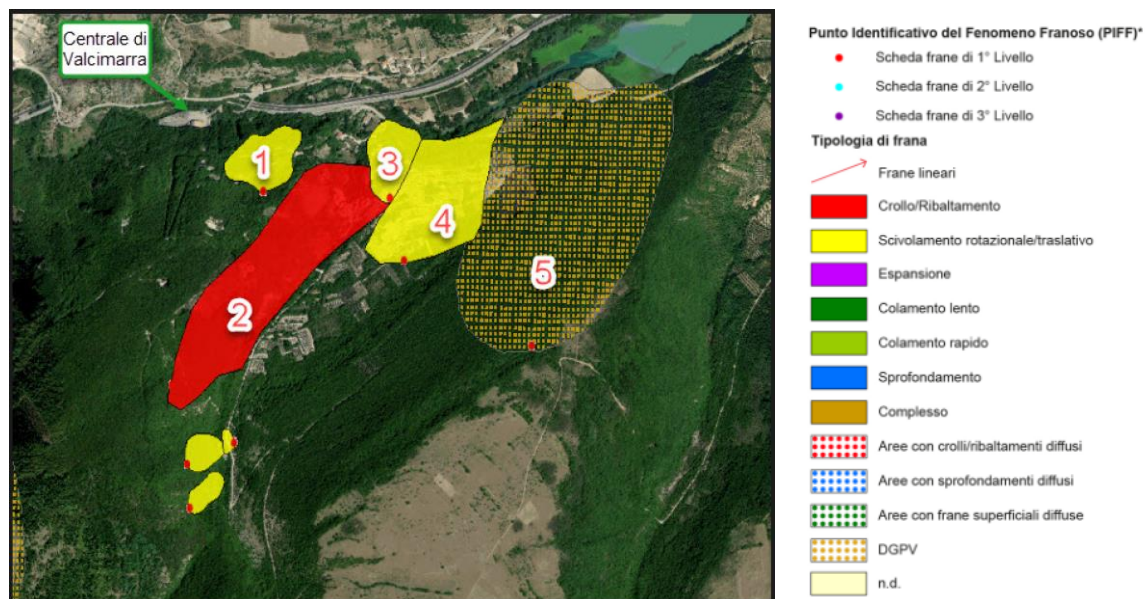 Centrale di
Valcimarra
1
2
3
4
5
Punto Identificativo del Fenomeno Franoso (PIFF)*
Scheda frane di 1° Livello
Scheda frane di 2° Livello
Scheda frane di 3° Livello
Tipologia di frana
Frane lineari
Crollo/Ribaltamento
Scivolamento rotazionale/traslativo
Espansione
Colamento lento
Colamento rapido
Sprofondamento
Complesso
Aree con crolli/ribaltamenti diffusi
Aree con sprofondamenti diffusi
Aree con frane superficiali diffuse
DGPV
n.d.